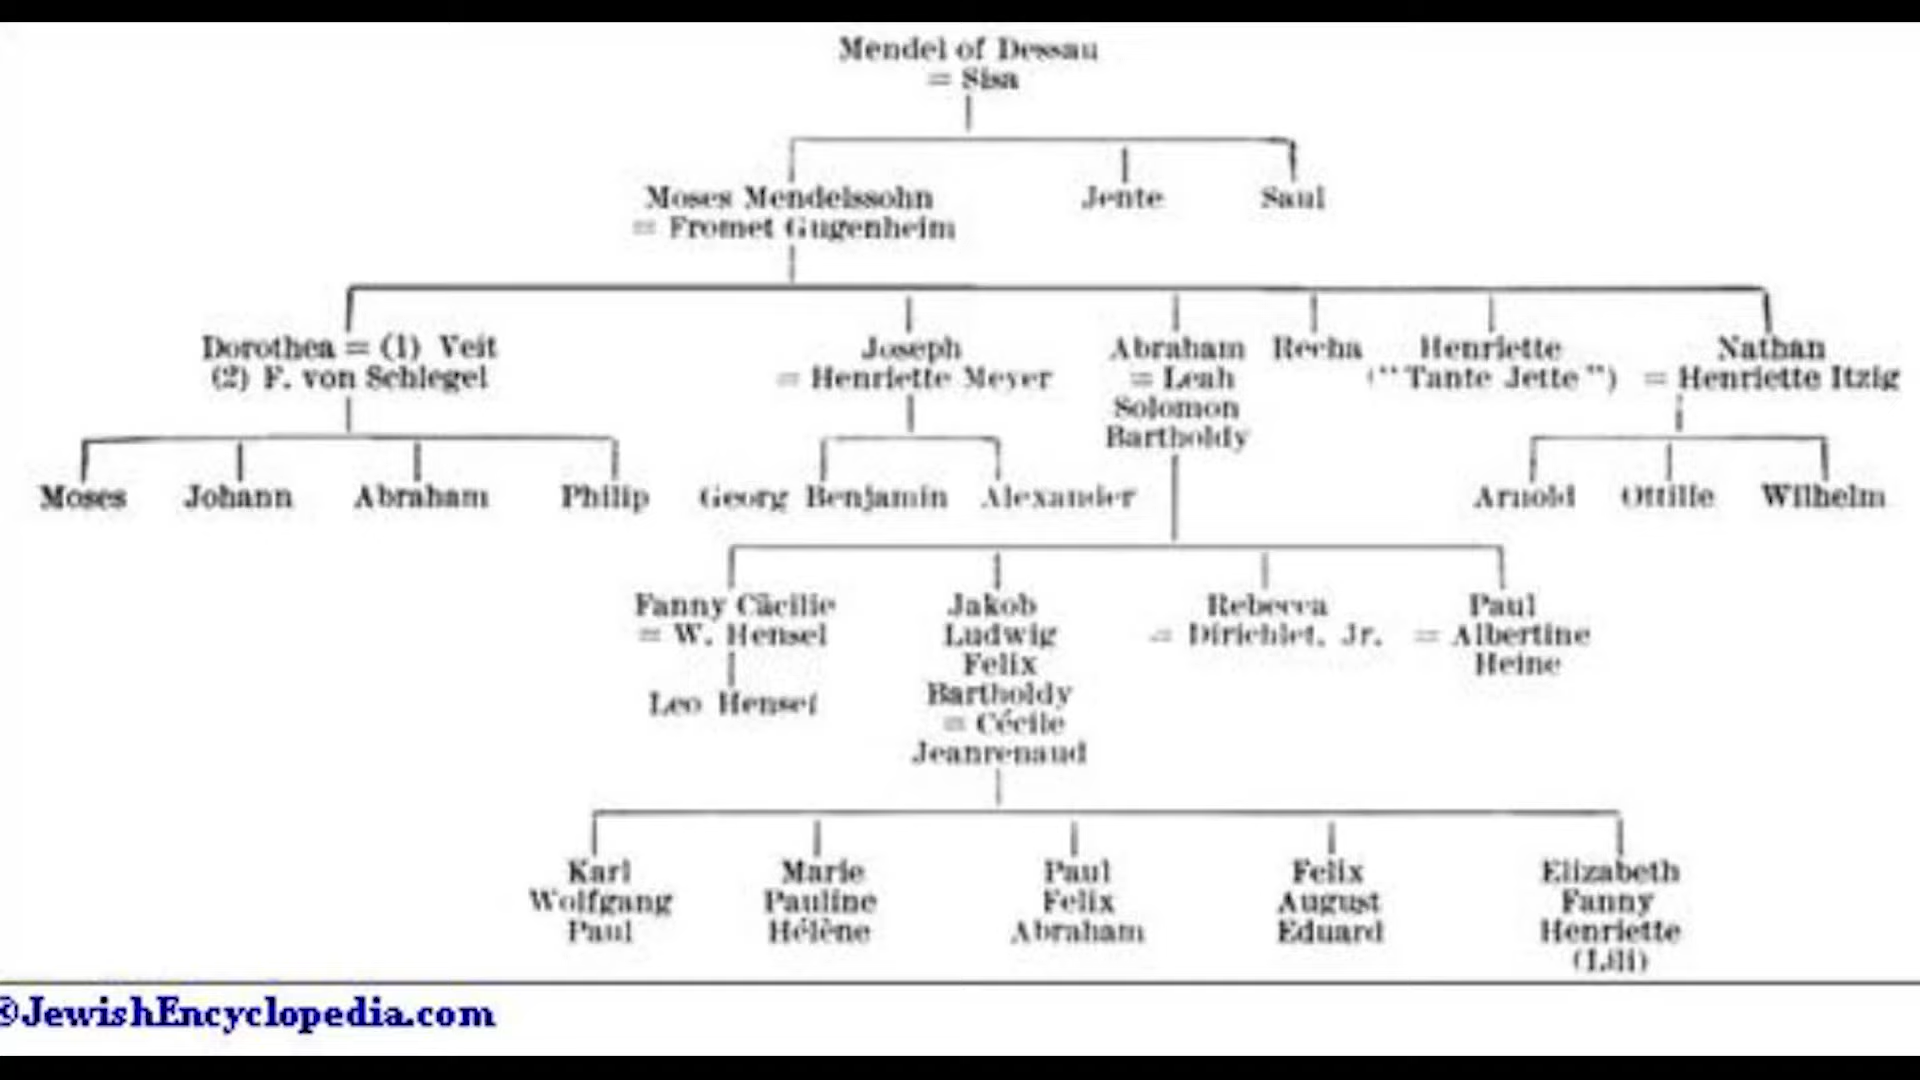 Mendel of Dessau
= Sisa
Moses Mendelssohn
= Fromet Gugenheim
Jente
Saul
Dorothea = (1) Veit
(2) F. von Schlegel
Joseph
= Henriette Meyer
Abraham
= Leah
Solomon
Bartholdy
Recha
Henriette
("Tante Jette")
Nathan
= Henriette Itzig
Moses
Johann
Abraham
Philip
Georg Benjamin
Alexander
Arnold
Ottilie
Wilhelm
Fanny Cäcilie
= W. Hensel
Leo Hensel
Jakob
Ludwig
Felix
Bartholdy
= Cécile
Jeanrenaud
Rebecca
= Dirichlet, Jr.
Paul
= Albertine
Heine
Karl
Wolfgang
Paul
Marie
Pauline
Hélène
Paul
Felix
Abraham
Felix
August
Eduard
Elizabeth
Fanny
Henriette
(Lili)
©JewishEncyclopedia.com